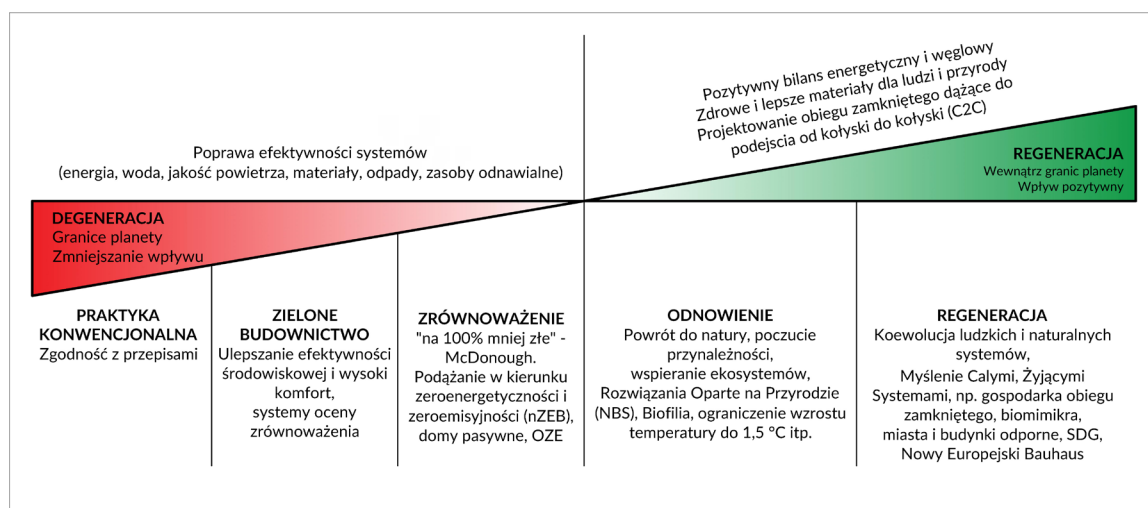 Pozytywny bilans energetyczny i węglowy
Zdrowe i lepsze materiały dla ludzi i przyrody
Projektowanie obiegu zamkniętego dążące do
podejscia od kołyski do kołyski (C2C)
Poprawa efektywności systemów
(energia, woda, jakość powietrza, materiały, odpady, zasoby odnawialne)
REGENERACJA
Wewnątrz granic planety
Wpływ pozytywny
DEGENERACJA
Granice planety
Zmniejszanie wpływu
PRAKTYKA
KONWENCJONALNA
Zgodność z przepisami
ZIELONE
BUDOWNICTWO
Ulepszanie efektywności
środowiskowej i wysoki
komfort,
systemy oceny
zrównoważenia
ZRÓWNOWAŻENIE
"na 100% mniej złe" -
McDonough.
Podążanie w kierunku
zeroenergetyczności i
zeroemisyjności (nZEB),
domy pasywne, OZE
ODNOWIENIE
Powrót do natury, poczucie
przynależności,
wspieranie ekosystemów,
Rozwiązania Oparte na Przyrodzie
(NBS), Biofilia, ograniczenie wzrostu
temperatury do 1,5 °C itp.
REGENERACJA
Koewolucja ludzkich i naturalnych
systemów,
Myślenie Calymi, Żyjącymi
Systemami, np. gospodarka obiegu
zamkniętego, biomimikra,
miasta i budynki odporne, SDG,
Nowy Europejski Bauhaus